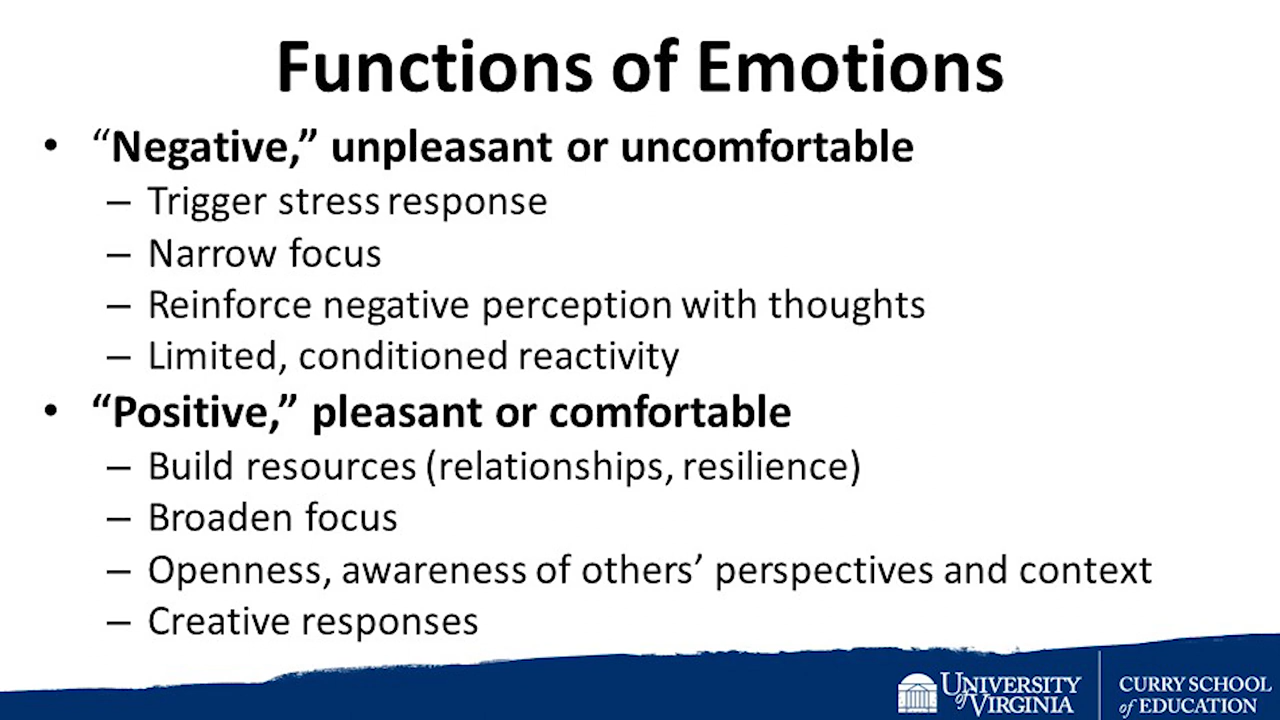 Functions of Emotions
• “Negative,” unpleasant or uncomfortable
– Trigger stress response
– Narrow focus
– Reinforce negative perception with thoughts
– Limited, conditioned reactivity
• “Positive,” pleasant or comfortable
– Build resources (relationships, resilience)
– Broaden focus
– Openness, awareness of others’ perspectives and context
– Creative responses
UNIVERSITY
of VIRGINIA
CURRY SCHOOL
of EDUCATION